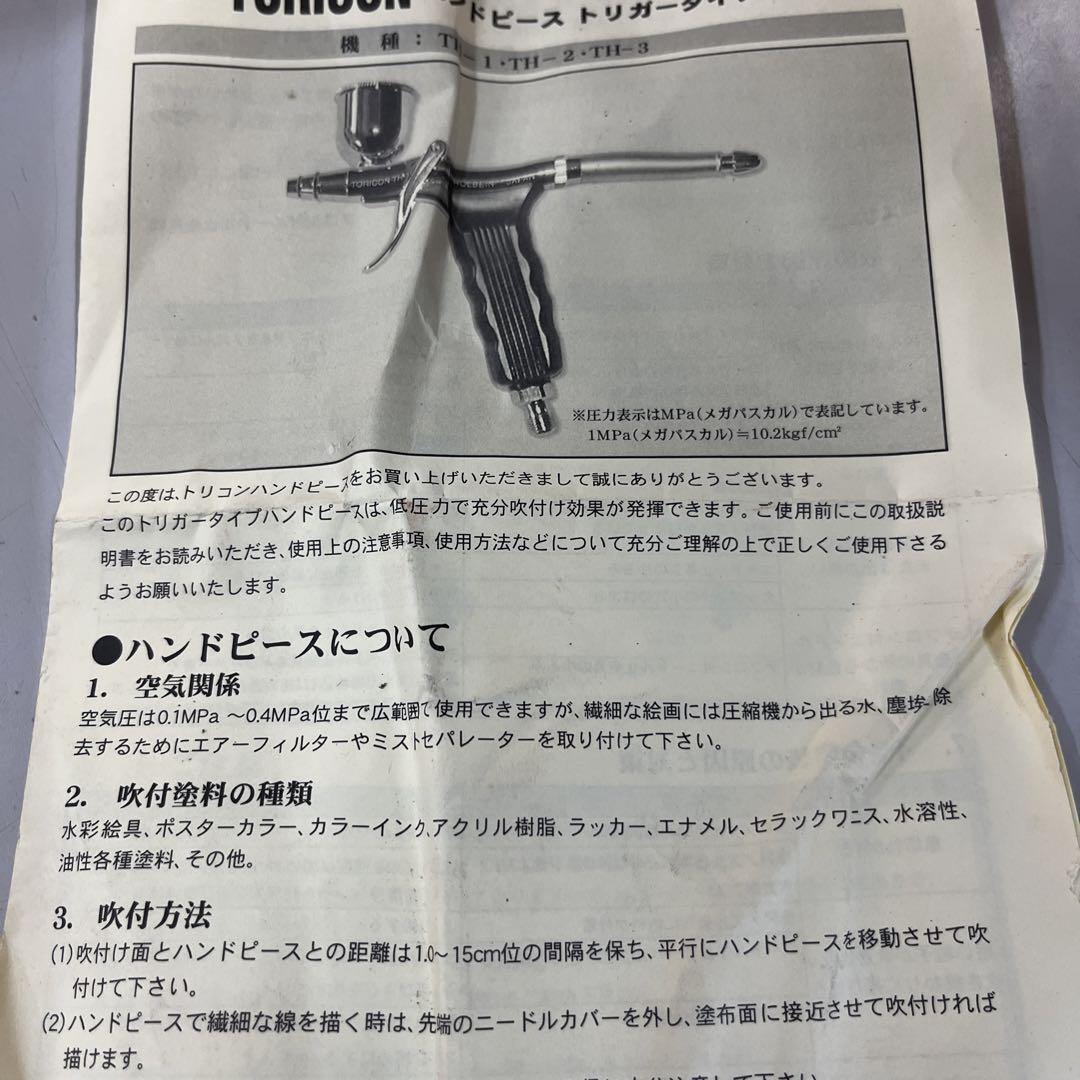 TORICON ハンドピース トリガータイプ
機 種 : TH-1・TH-2・TH-3
TORICON HOLBEIN JAPAN
※圧力表示はMPa(メガパスカル)で表記しています。
1MPa(メガパスカル)≒10.2kgf/cm²
この度は、トリコンハンドピースをお買い上げいただきまして誠にありがとうございます。
このトリガータイプハンドピースは、低圧力で充分吹付け効果が発揮できます。ご使用前にこの取扱説
明書をお読みいただき、使用上の注意事項、使用方法などについて充分ご理解の上で正しくご使用下さる
ようお願いいたします。
●ハンドピースについて
1. 空気関係
空気圧は0.1MPa ～0.4MPa位まで広範囲で使用できますが、繊細な絵画には圧縮機から出る水、塵埃を除
去するためにエアーフィルターやミストセパレーターを取り付けて下さい。
2. 吹付塗料の種類
水彩絵具、ポスターカラー、カラーインク、アクリル樹脂、ラッカー、エナメル、セラックワニス、水溶性、
油性各種塗料、その他。
3. 吹付方法
(1)吹付け面とハンドピースとの距離は1.0～15cm位の間隔を保ち、平行にハンドピースを移動させて吹
付けて下さい。
(2)ハンドピースで繊細な線を描く時は、先端のニードルカバーを外し、塗布面に接近させて吹付ければ
描けます。